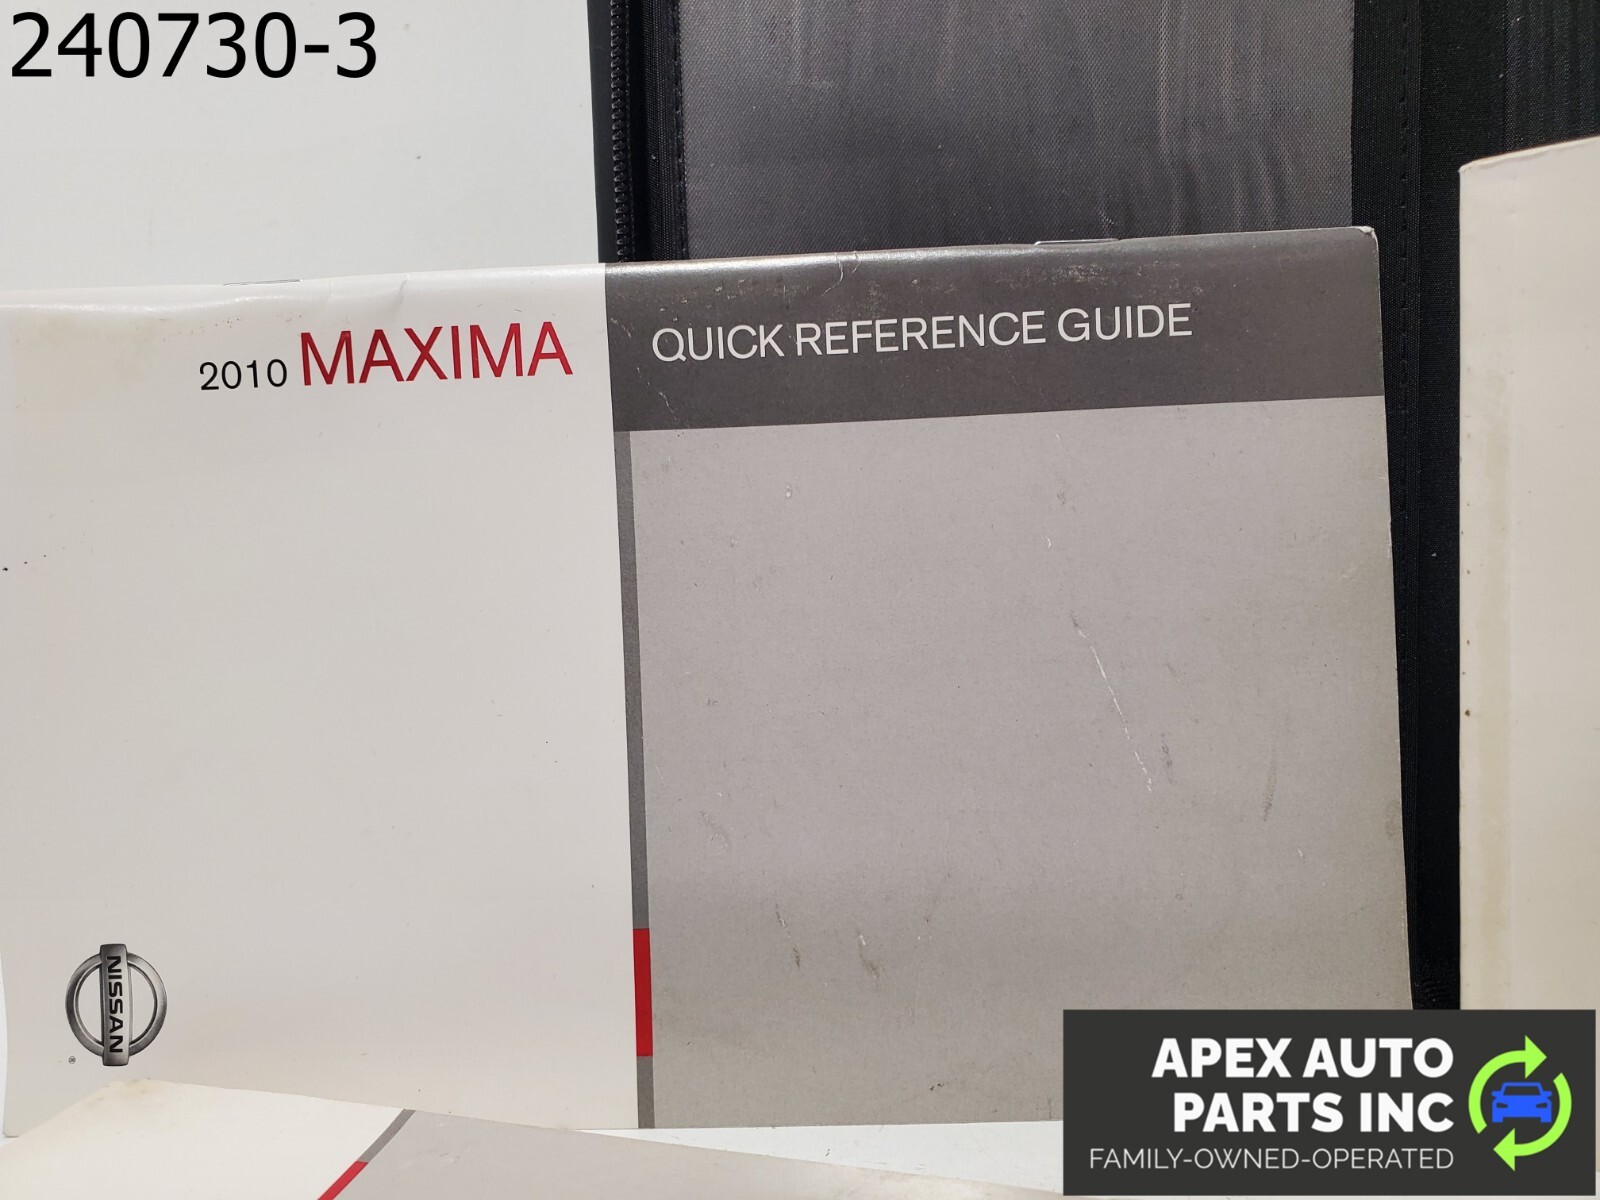 240730-3
2010 MAXIMA
QUICK REFERENCE GUIDE
NISSAN
®
APEX AUTO
PARTS INC
FAMILY-OWNED-OPERATED